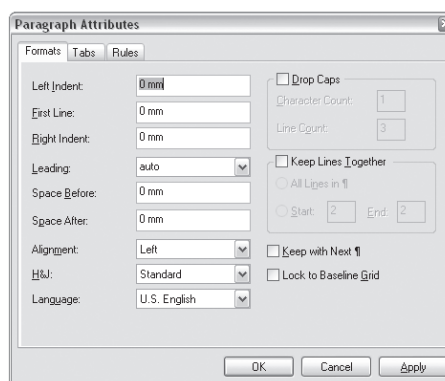 Paragraph Attributes
Formats Tabs Rules
Left Indent: 0 mm
First Line: 0 mm
Right Indent: 0 mm
Leading: auto
Space Before: 0 mm
Space After: 0 mm
Alignment: Left
H&J: Standard
Language: U.S. English
Drop Caps
Character Count: 1
Line Count: 3
Keep Lines Together
All Lines in ¶
Start: 2 End: 2
Keep with Next ¶
Lock to Baseline Grid
OK Cancel Apply